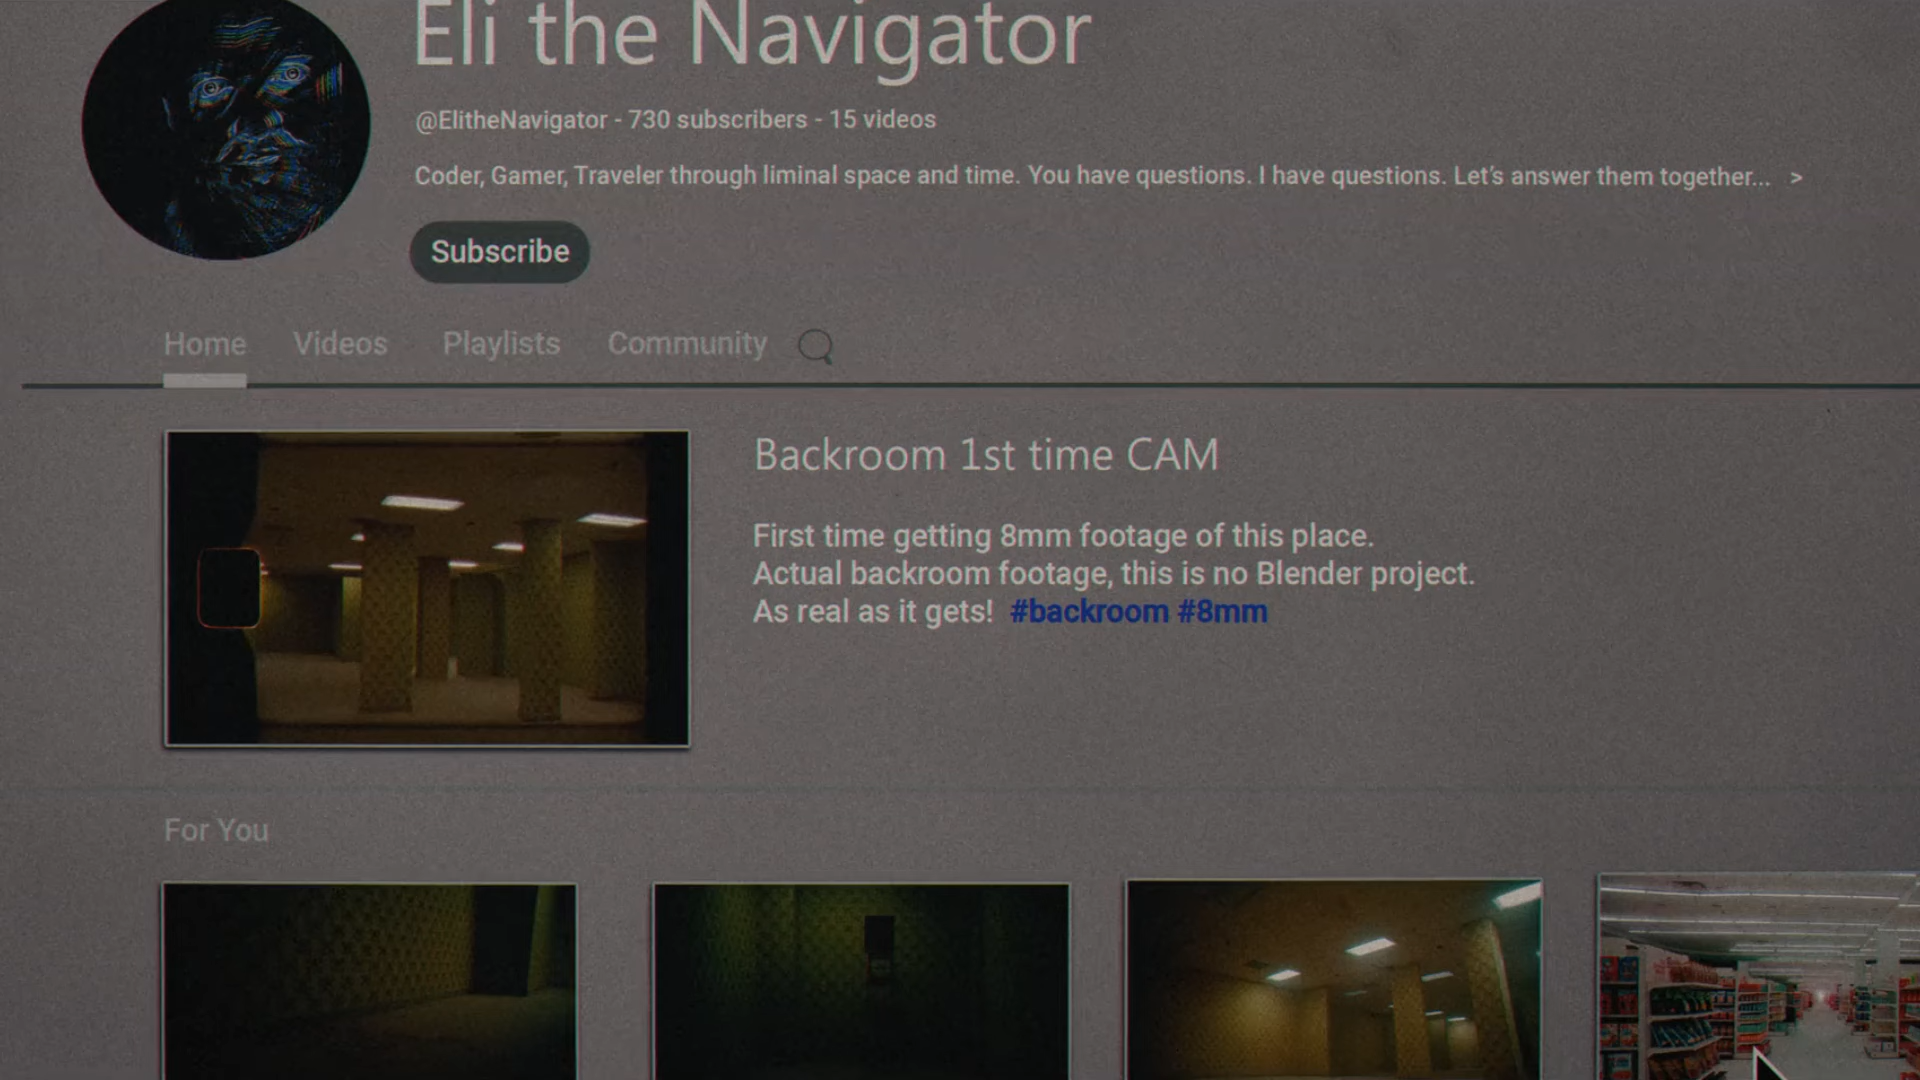 Eli the Navigator
@Eli​theNavigator - 730 subscribers - 15 videos
Coder, Gamer, Traveler through liminal space and time. You have questions. I have questions. Let’s answer them together... >
Subscribe
Home Videos Playlists Community
Backroom 1st time CAM
First time getting 8mm footage of this place.
Actual backroom footage, this is no Blender project.
As real as it gets! #backroom #8mm
For You